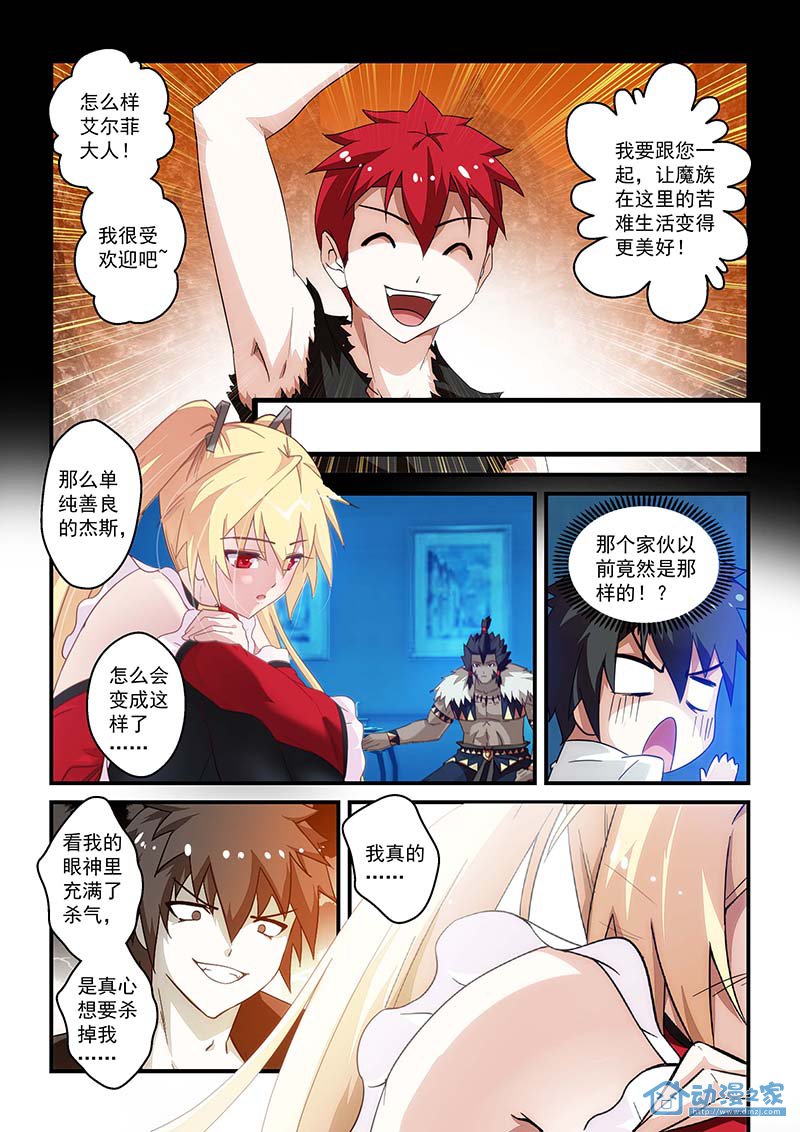 怎么样
艾尔菲
大人！
我很受
欢迎吧~
我要跟您一
起，让魔族
在这里的苦
难生活变得
更美好！
那么单
纯善良
的杰斯，
怎么会
变成这
样了
……
那个家伙以
前竟然是那
样的！？
看我的
眼神里
充满了
杀气，
是真心
想要杀
掉我……
我真的
……
动漫之家
http://www.dmzj.com